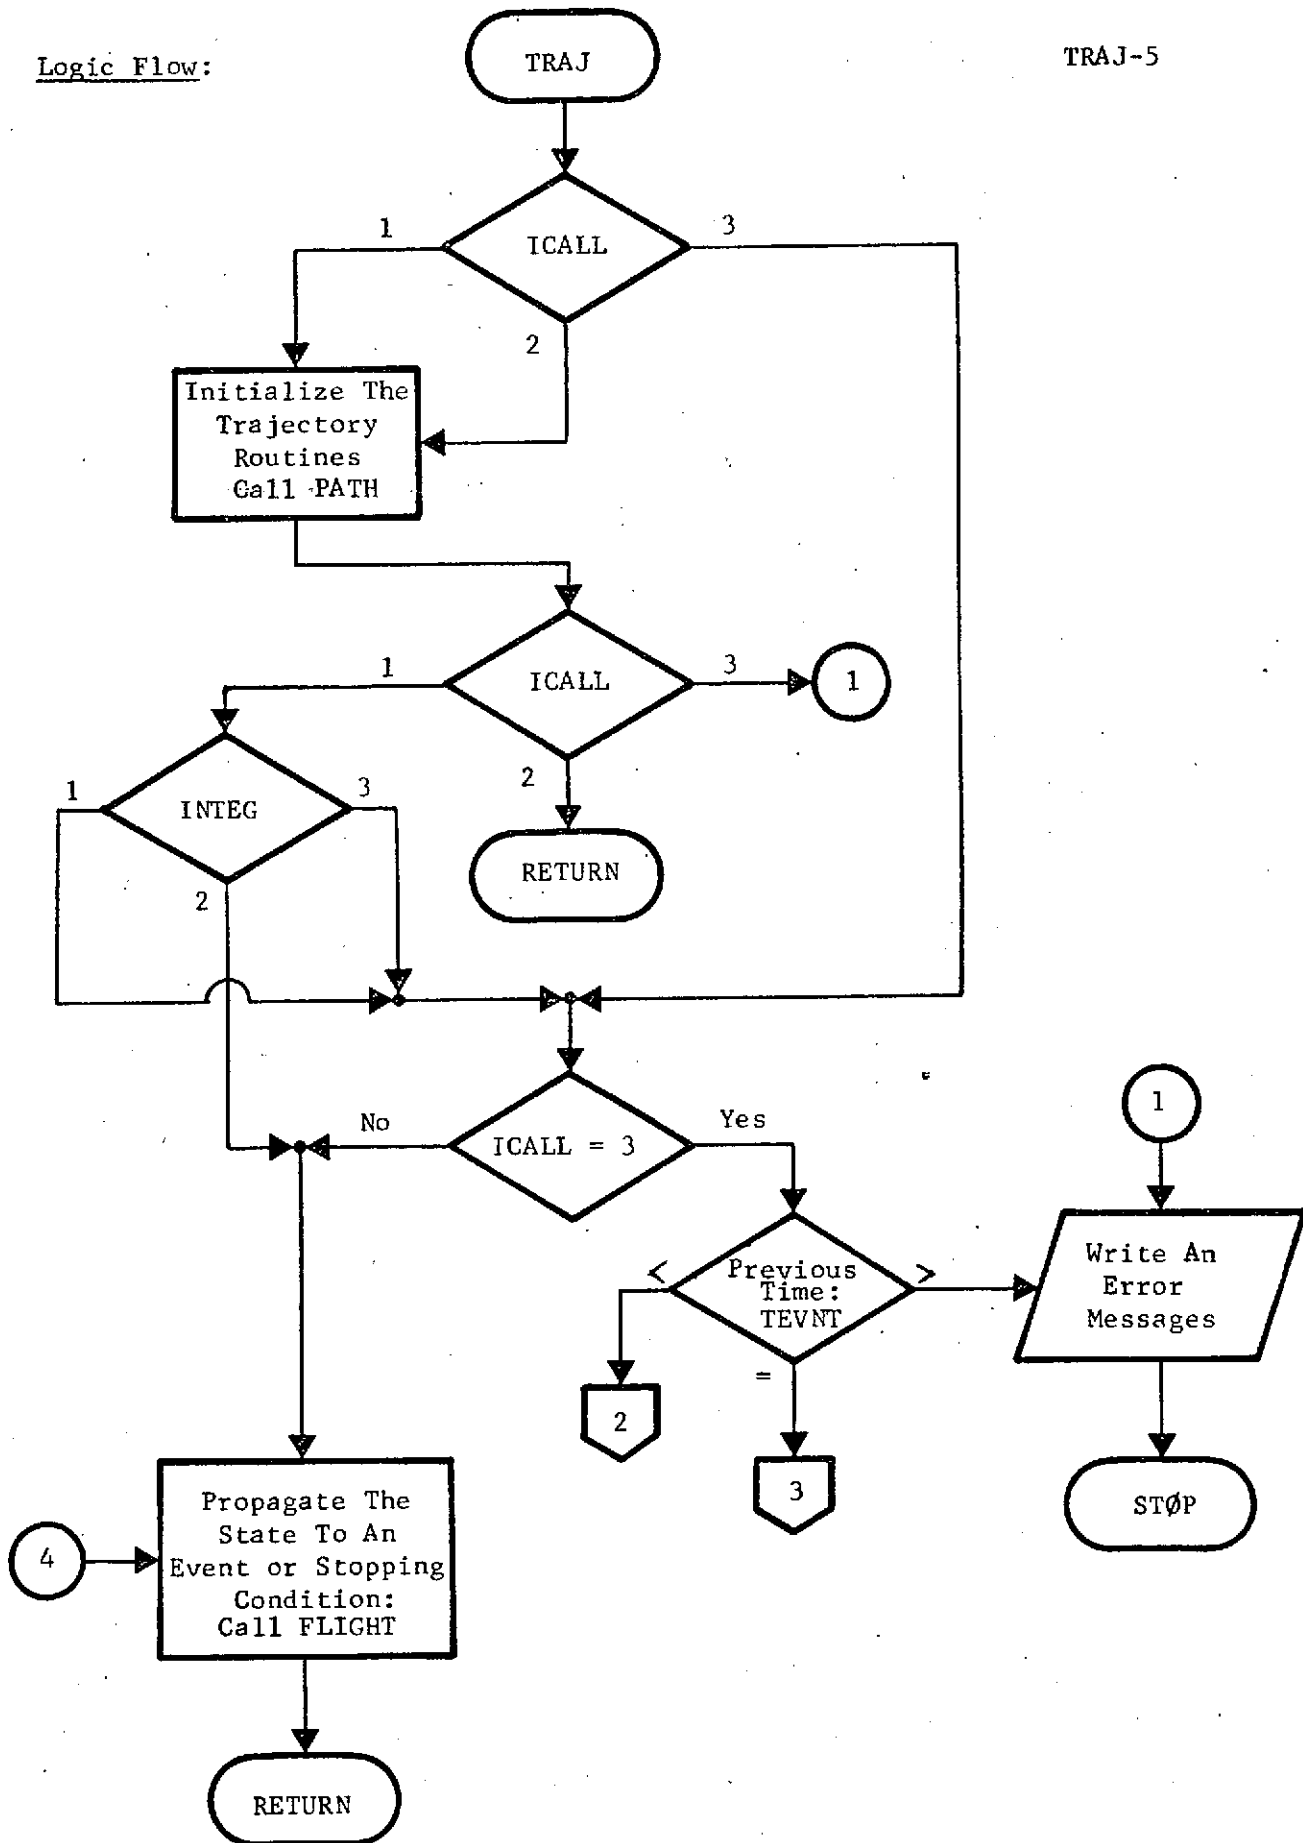 Logic Flow:
TRAJ-5
TRAJ
1
ICALL
3
2
Initialize The
Trajectory
Routines
Call PATH
1
ICALL
3
1
2
RETURN
1
INTEG
3
2
No
ICALL = 3
Yes
1
<
Previous
Time:
TEVNT
>
=
Write An
Error
Messages
2
3
STØP
4
Propagate The
State To An
Event or Stopping
Condition:
Call FLIGHT
RETURN